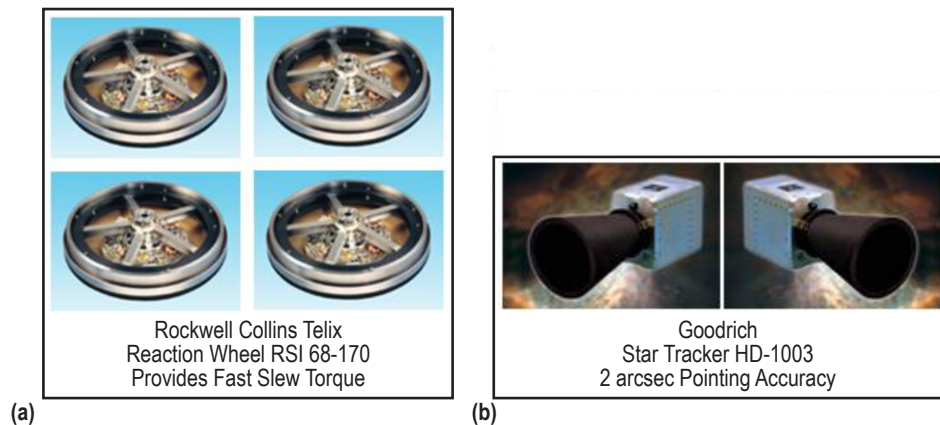 Rockwell Collins Telix
Reaction Wheel RSI 68-170
Provides Fast Slew Torque
(a)
Goodrich
Star Tracker HD-1003
2 arcsec Pointing Accuracy
(b)